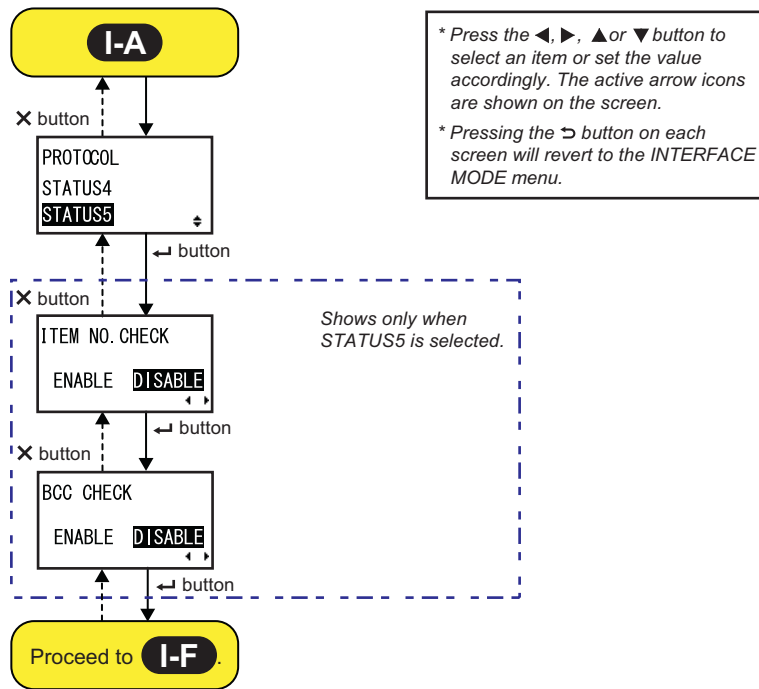 I-A
* Press the ◀, ▶, ▲ or ▼ button to
select an item or set the value
accordingly. The active arrow icons
are shown on the screen.
* Pressing the ⮌ button on each
screen will revert to the INTERFACE
MODE menu.
✕ button
PROTOCOL
STATUS4
STATUS5
↵ button
✕ button
Shows only when
STATUS5 is selected.
ITEM NO. CHECK
ENABLE DISABLE
↵ button
✕ button
BCC CHECK
ENABLE DISABLE
↵ button
Proceed to I-F.